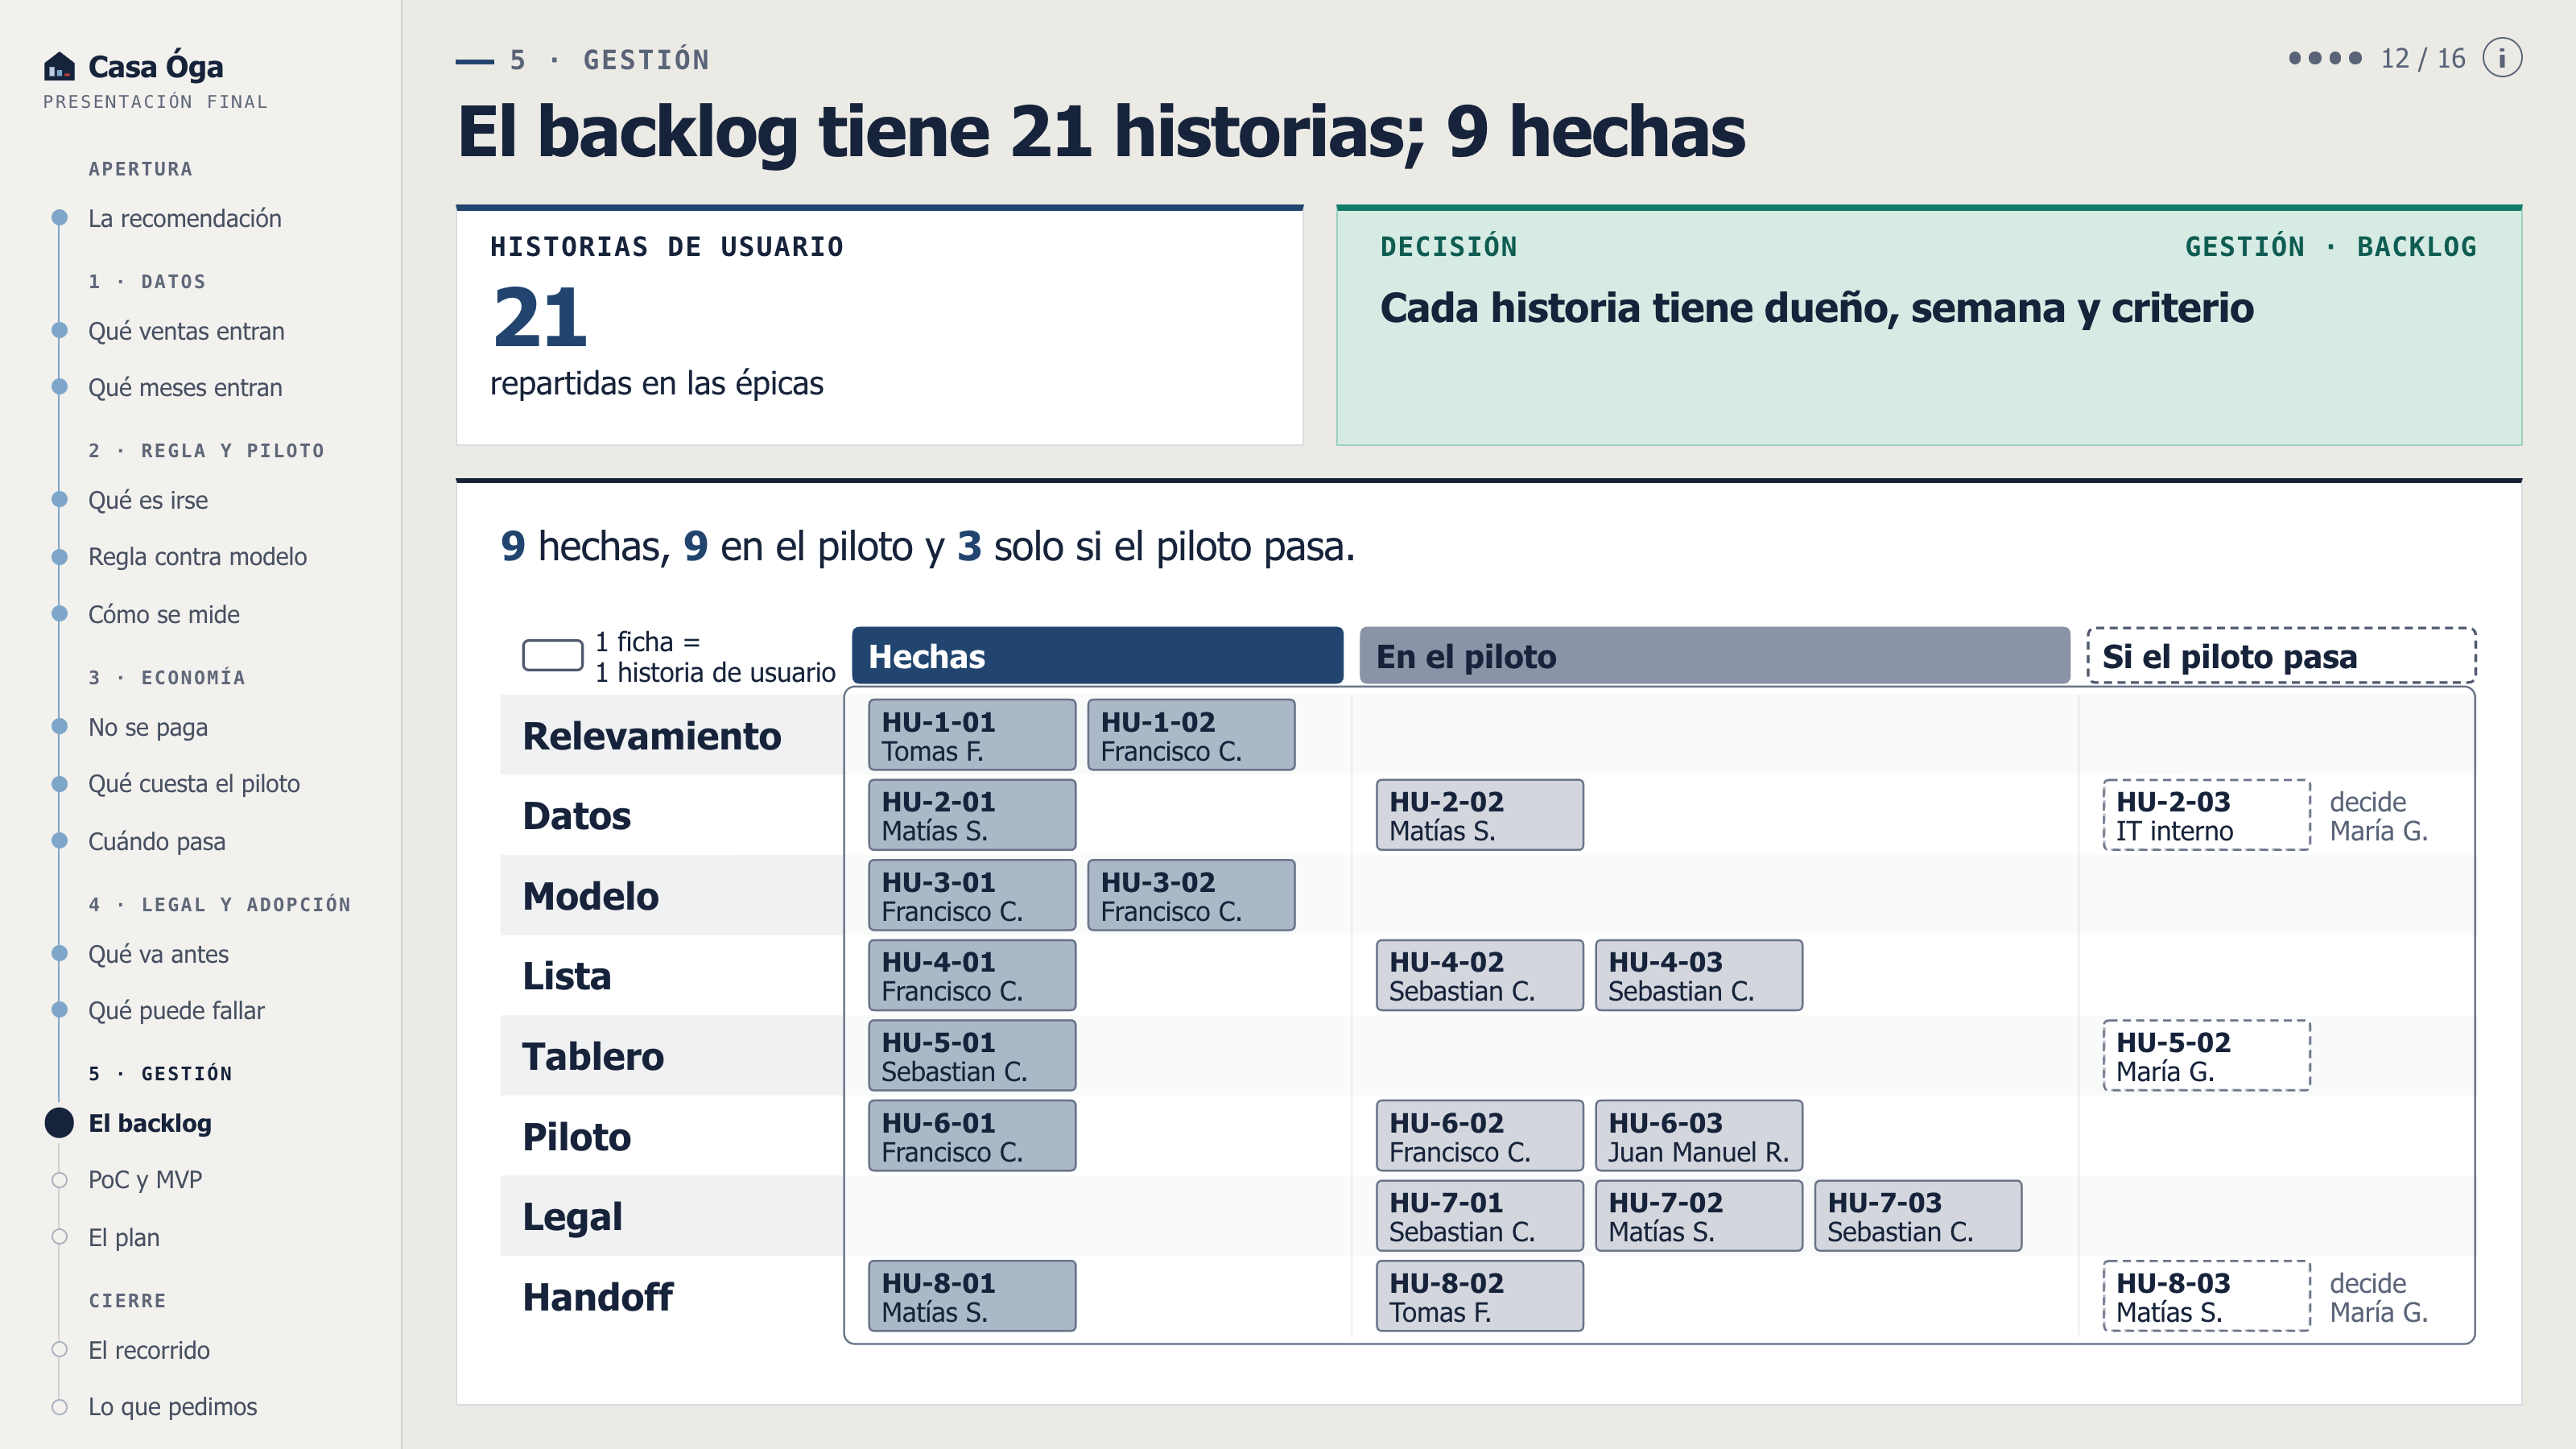 Casa Óga
PRESENTACIÓN FINAL
APERTURA
La recomendación
1 · DATOS
Qué ventas entran
Qué meses entran
2 · REGLA Y PILOTO
Qué es irse
Regla contra modelo
Cómo se mide
3 · ECONOMÍA
No se paga
Qué cuesta el piloto
Cuándo pasa
4 · LEGAL Y ADOPCIÓN
Qué va antes
Qué puede fallar
5 · GESTIÓN
El backlog
PoC y MVP
El plan
CIERRE
El recorrido
Lo que pedimos
5 · GESTIÓN
12 / 16
i
El backlog tiene 21 historias; 9 hechas
HISTORIAS DE USUARIO
21
repartidas en las épicas
DECISIÓN
GESTIÓN · BACKLOG
Cada historia tiene dueño, semana y criterio
9 hechas, 9 en el piloto y 3 solo si el piloto pasa.
1 ficha =
1 historia de usuario
Hechas
En el piloto
Si el piloto pasa
Relevamiento
HU-1-01
Tomas F.
HU-1-02
Francisco C.
Datos
HU-2-01
Matías S.
HU-2-02
Matías S.
HU-2-03
IT interno
decide
María G.
Modelo
HU-3-01
Francisco C.
HU-3-02
Francisco C.
Lista
HU-4-01
Francisco C.
HU-4-02
Sebastian C.
HU-4-03
Sebastian C.
Tablero
HU-5-01
Sebastian C.
HU-5-02
María G.
Piloto
HU-6-01
Francisco C.
HU-6-02
Francisco C.
HU-6-03
Juan Manuel R.
Legal
HU-7-01
Sebastian C.
HU-7-02
Matías S.
HU-7-03
Sebastian C.
Handoff
HU-8-01
Matías S.
HU-8-02
Tomas F.
HU-8-03
Matías S.
decide
María G.